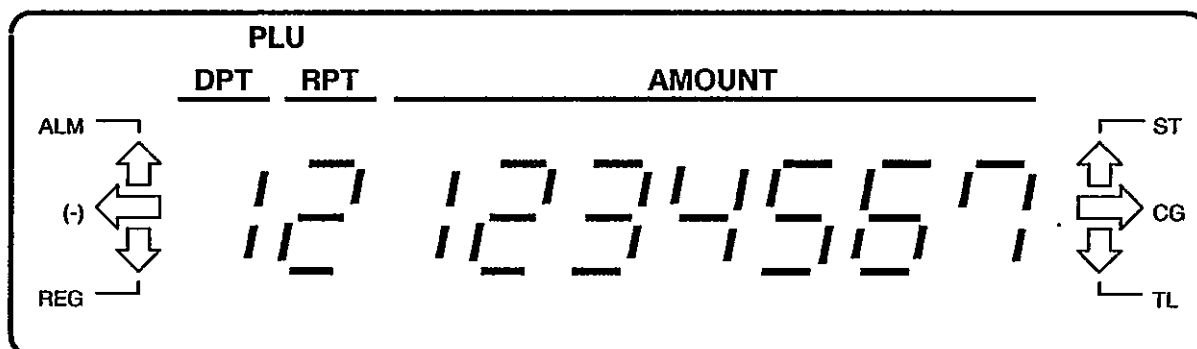 PLU
DPT RPT AMOUNT
ALM ST
12 1234567
(-) CG
REG TL